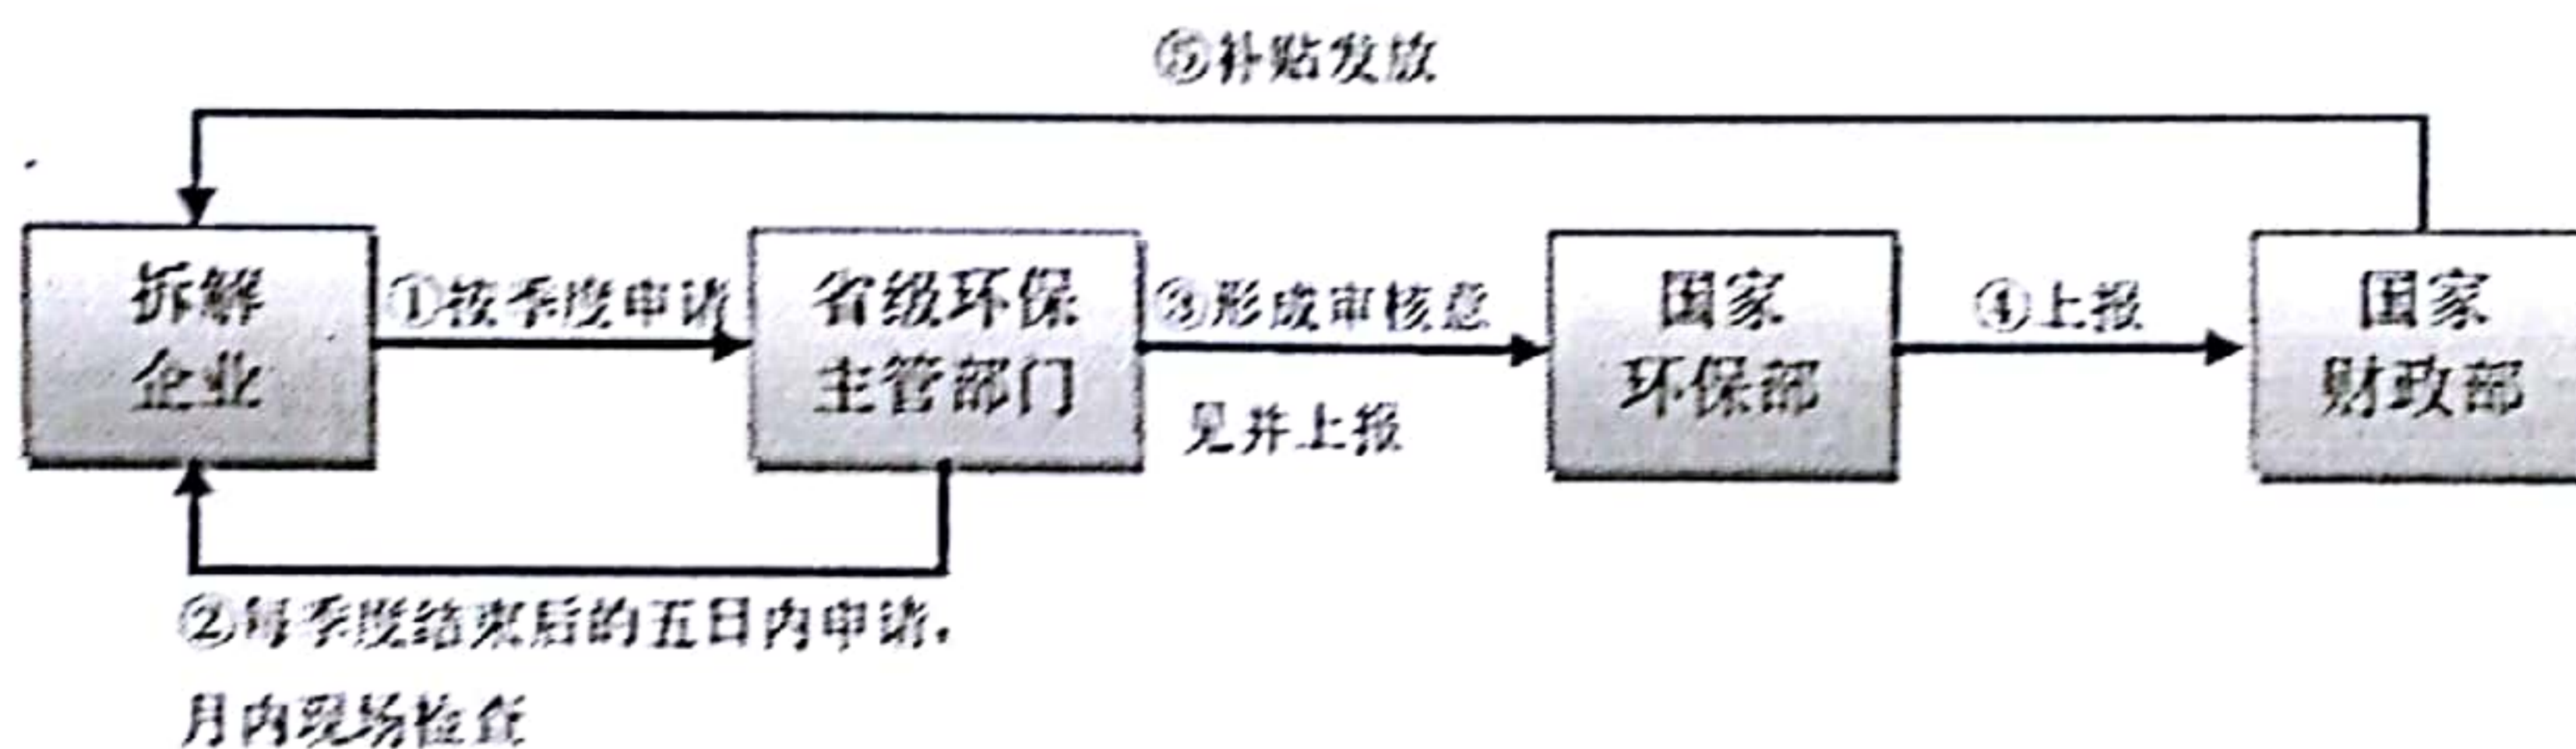 ⑤补贴发放
拆解
企业
①按季度申请
省级环保
主管部门
③形成审核意
见并上报
国家
环保部
④上报
国家
财政部
②每季度结束后的五日内申请，
月内现场检查